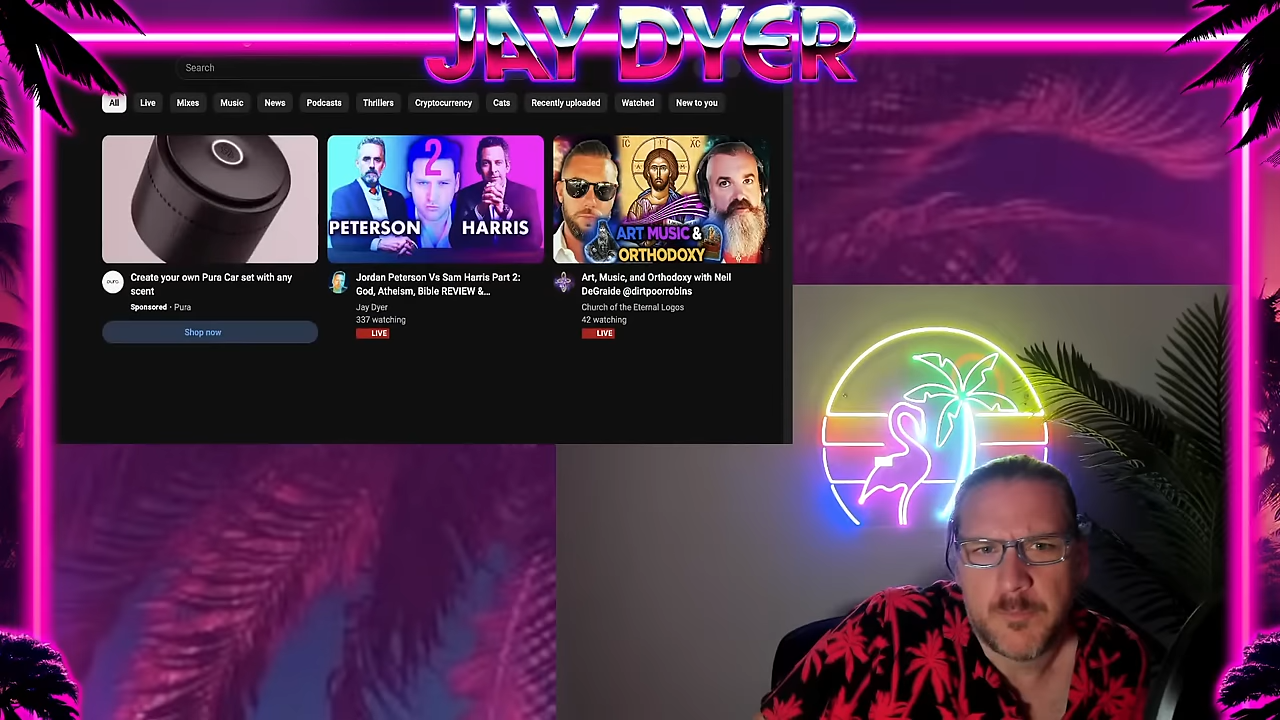 JAY DYER
Search
All
Live
Mixes
Music
News
Podcasts
Thrillers
Cryptocurrency
Cats
Recently uploaded
Watched
New to you
2
PETERSON HARRIS
IC XC
ART MUSIC &
ORTHODOXY
pura
Create your own Pura Car set with any
scent
Sponsored · Pura
Shop now
Jordan Peterson Vs Sam Harris Part 2:
God, Atheism, Bible REVIEW &...
Jay Dyer
337 watching
LIVE
Art, Music, and Orthodoxy with Neil
DeGraide @dirtpoorrobins
Church of the Eternal Logos
42 watching
LIVE